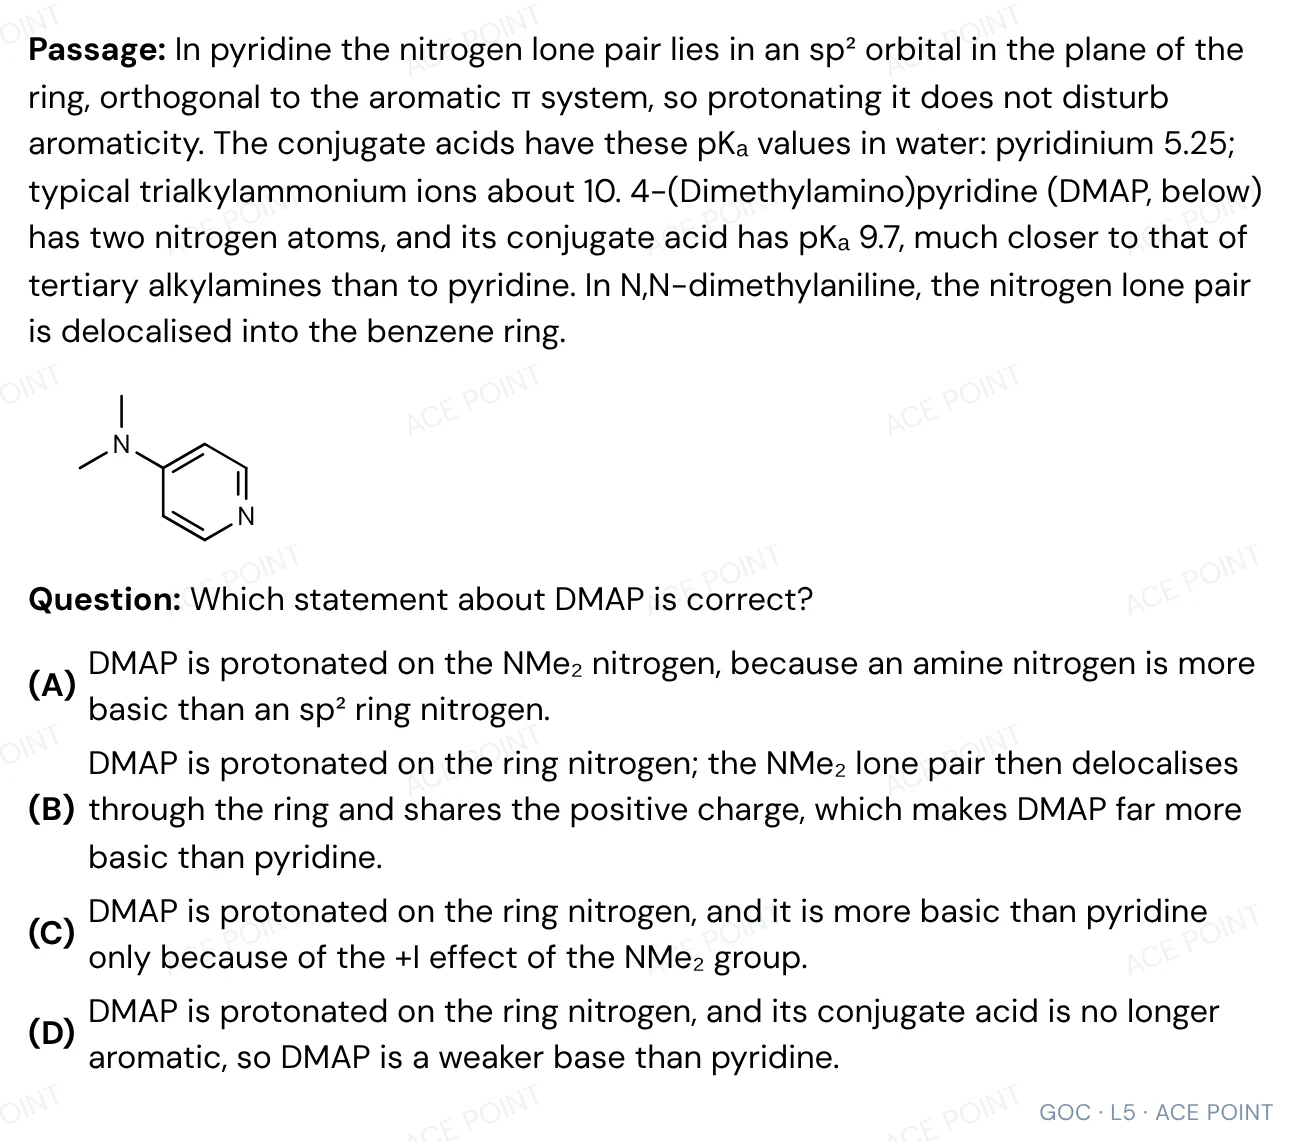 Passage: In pyridine the nitrogen lone pair lies in an sp² orbital in the plane of the
ring, orthogonal to the aromatic π system, so protonating it does not disturb
aromaticity. The conjugate acids have these pKₐ values in water: pyridinium 5.25;
typical trialkylammonium ions about 10. 4-(Dimethylamino)pyridine (DMAP, below)
has two nitrogen atoms, and its conjugate acid has pKₐ 9.7, much closer to that of
tertiary alkylamines than to pyridine. In N,N-dimethylaniline, the nitrogen lone pair
is delocalised into the benzene ring.
N
N
Question: Which statement about DMAP is correct?
(A) DMAP is protonated on the NMe₂ nitrogen, because an amine nitrogen is more
basic than an sp² ring nitrogen.
(B) DMAP is protonated on the ring nitrogen; the NMe₂ lone pair then delocalises
through the ring and shares the positive charge, which makes DMAP far more
basic than pyridine.
(C) DMAP is protonated on the ring nitrogen, and it is more basic than pyridine
only because of the +I effect of the NMe₂ group.
(D) DMAP is protonated on the ring nitrogen, and its conjugate acid is no longer
aromatic, so DMAP is a weaker base than pyridine.
GOC · L5 · ACE POINT
ACE POINT